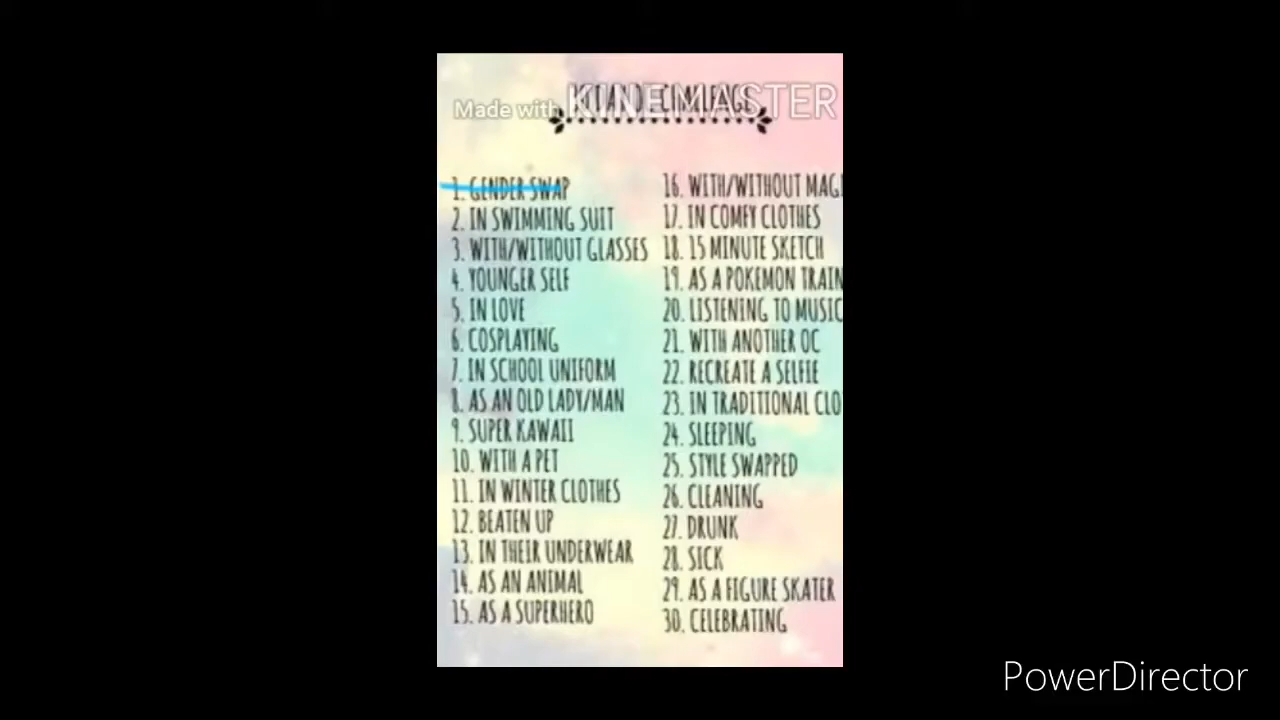 Made with KINEMASTER
CHALLENGE
1. GENDER SWAP
2. IN SWIMMING SUIT
3. WITH/WITHOUT GLASSES
4. YOUNGER SELF
5. IN LOVE
6. COSPLAYING
7. IN SCHOOL UNIFORM
8. AS AN OLD LADY/MAN
9. SUPER KAWAII
10. WITH A PET
11. IN WINTER CLOTHES
12. BEATEN UP
13. IN THEIR UNDERWEAR
14. AS AN ANIMAL
15. AS A SUPERHERO
16. WITH/WITHOUT MAG
17. IN COMFY CLOTHES
18. 15 MINUTE SKETCH
19. AS A POKEMON TRAIN
20. LISTENING TO MUSIC
21. WITH ANOTHER OC
22. RECREATE A SELFIE
23. IN TRADITIONAL CLO
24. SLEEPING
25. STYLE SWAPPED
26. CLEANING
27. DRUNK
28. SICK
29. AS A FIGURE SKATER
30. CELEBRATING
PowerDirector